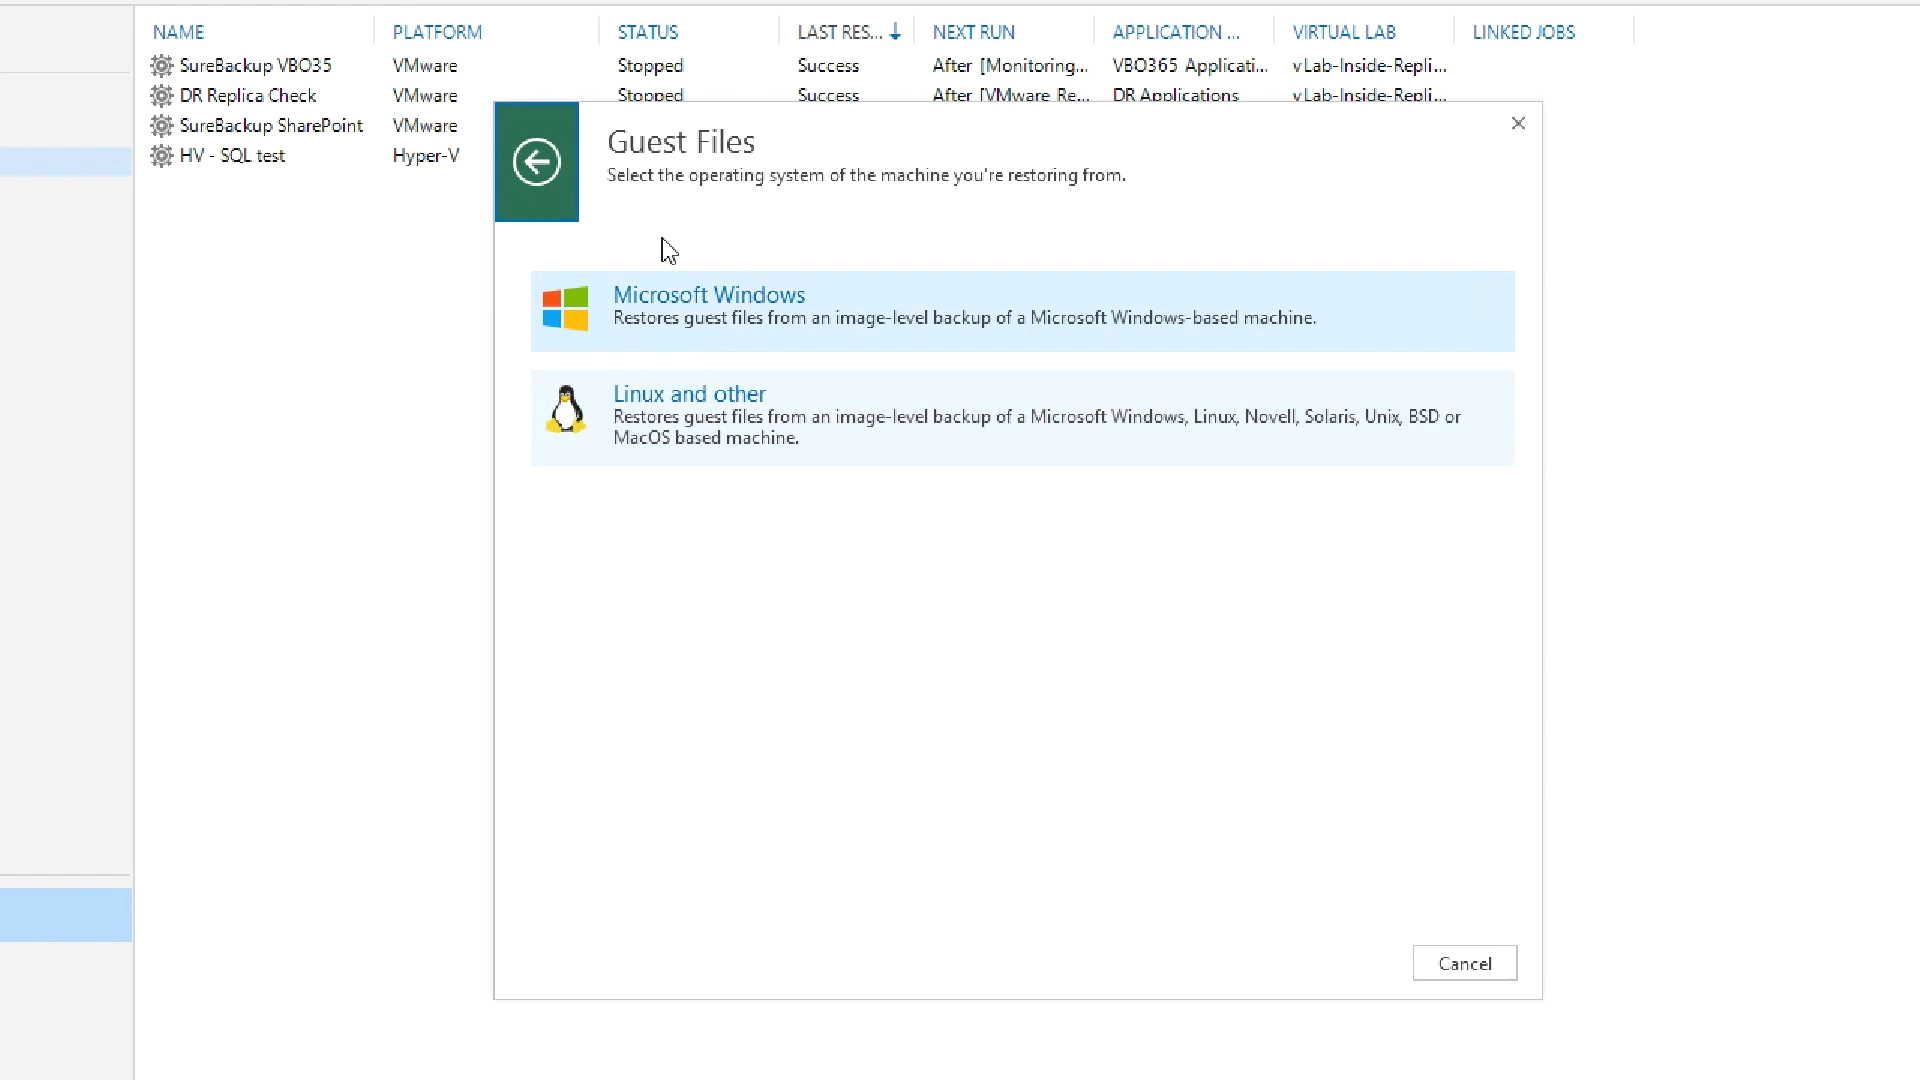 NAME PLATFORM STATUS LAST RES... NEXT RUN APPLICATION ... VIRTUAL LAB LINKED JOBS
SureBackup VBO35 VMware Stopped Success After [Monitoring... VBO365 Applicati... vLab-Inside-Repli...
DR Replica Check VMware Stopped Success After [VMware Re... DR Applications vLab-Inside-Repli...
SureBackup SharePoint VMware
HV - SQL test Hyper-V
Guest Files
Select the operating system of the machine you're restoring from.
Microsoft Windows
Restores guest files from an image-level backup of a Microsoft Windows-based machine.
Linux and other
Restores guest files from an image-level backup of a Microsoft Windows, Linux, Novell, Solaris, Unix, BSD or
MacOS based machine.
Cancel